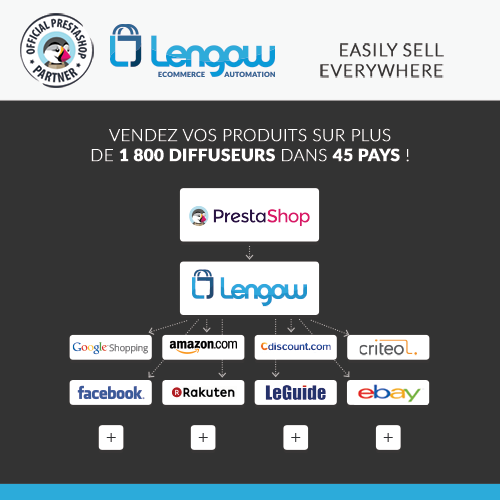 OFFICIAL PRESTASHOP
PARTNER
Lengow
ECOMMERCE AUTOMATION
EASILY SELL
EVERYWHERE
VENDEZ VOS PRODUITS SUR PLUS
DE 1 800 DIFFUSEURS DANS 45 PAYS !
PrestaShop
Lengow
Google Shopping amazon.com Cdiscount.com criteo.
facebook. Rakuten LeGuide ebay
+ + + +